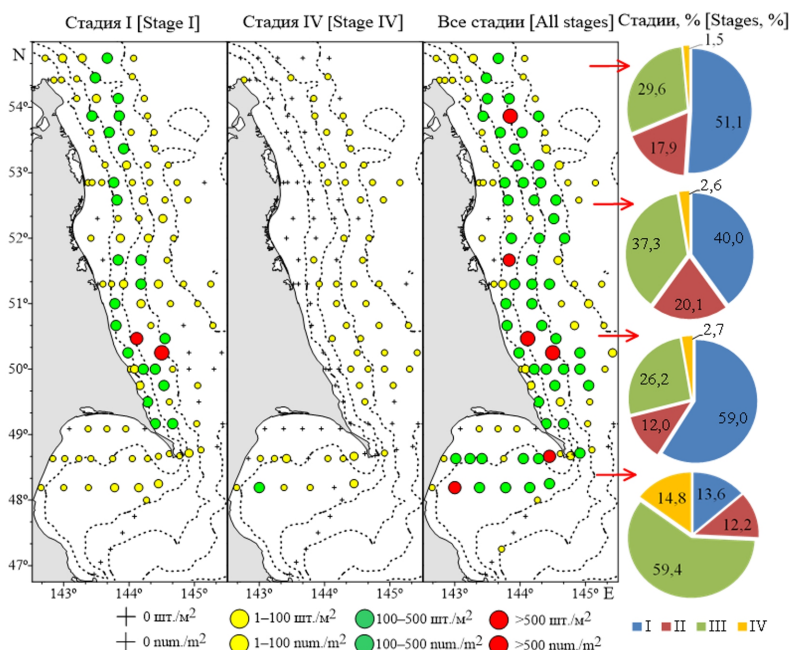 Стадия I [Stage I]
Стадия IV [Stage IV]
Все стадии [All stages]
Стадии, % [Stages, %]
N
54°
53°
52°
51°
50°
49°
48°
47°
143°
144°
145°
143°
144°
145°
143°
144°
145°
E
1,5
29,6
51,1
17,9
2,6
37,3
40,0
20,1
2,7
26,2
59,0
12,0
14,8
13,6
12,2
59,4
0 шт./м²
1–100 шт./м²
100–500 шт./м²
>500 шт./м²
0 num./m²
1–100 num./m²
100–500 num./m²
>500 num./m²
I II III IV